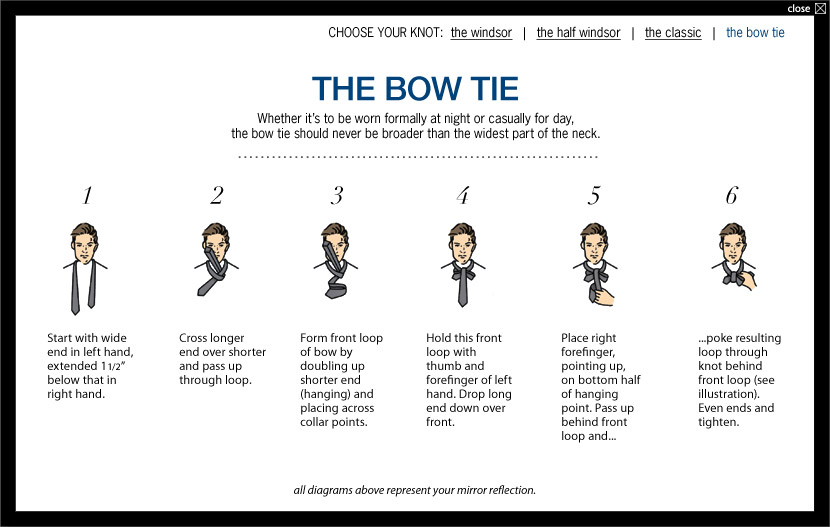 close
CHOOSE YOUR KNOT: the windsor | the half windsor | the classic | the bow tie
THE BOW TIE
Whether it's to be worn formally at night or casually for day,
the bow tie should never be broader than the widest part of the neck.
1
Start with wide
end in left hand,
extended 1 1/2"
below that in
right hand.
2
Cross longer
end over shorter
and pass up
through loop.
3
Form front loop
of bow by
doubling up
shorter end
(hanging) and
placing across
collar points.
4
Hold this front
loop with
thumb and
forefinger of left
hand. Drop long
end down over
front.
5
Place right
forefinger,
pointing up,
on bottom half
of hanging
point. Pass up
behind front
loop and...
6
...poke resulting
loop through
knot behind
front loop (see
illustration).
Even ends and
tighten.
all diagrams above represent your mirror reflection.